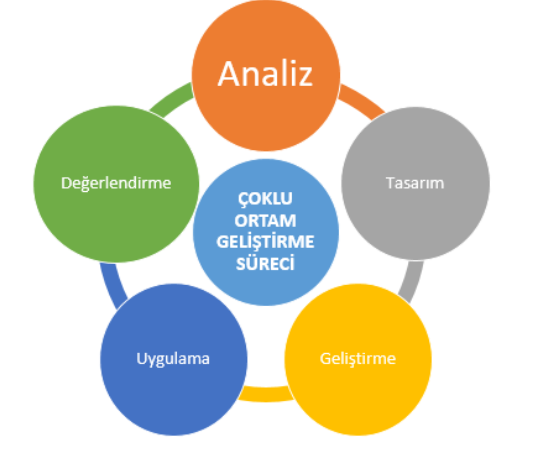 Analiz
Değerlendirme
Tasarım
ÇOKLU
ORTAM
GELİŞTİRME
SÜRECİ
Uygulama
Geliştirme